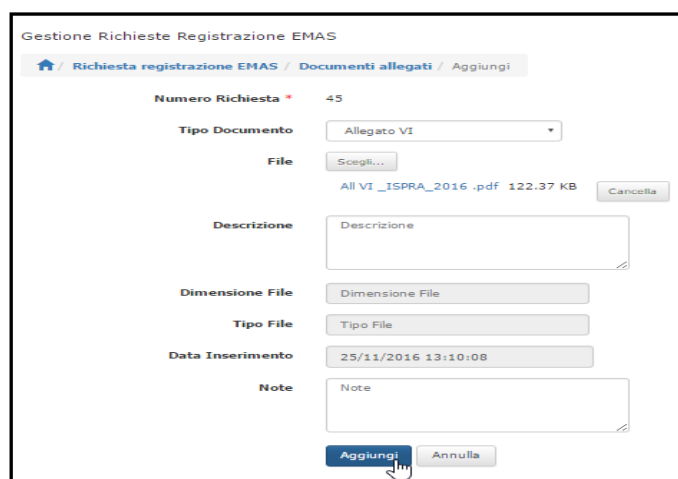 Gestione Richieste Registrazione EMAS
/ Richiesta registrazione EMAS / Documenti allegati / Aggiungi
Numero Richiesta * 45
Tipo Documento Allegato VI
File Scegli...
All VI _ISPRA_2016 .pdf 122.37 KB Cancella
Descrizione Descrizione
Dimensione File Dimensione File
Tipo File Tipo File
Data Inserimento 25/11/2016 13:10:08
Note Note
Aggiungi Annulla